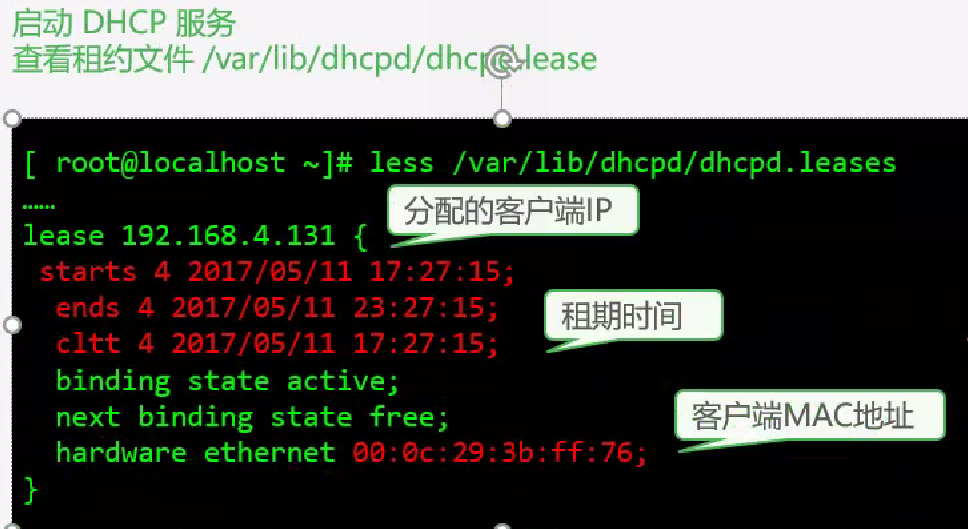 启动 DHCP 服务
查看租约文件 /var/lib/dhcpd/dhcpd.lease
[ root@localhost ~]# less /var/lib/dhcpd/dhcpd.leases
……
分配的客户端IP
lease 192.168.4.131 {
starts 4 2017/05/11 17:27:15;
ends 4 2017/05/11 23:27:15;
租期时间
cltt 4 2017/05/11 17:27:15;
binding state active;
next binding state free;
客户端MAC地址
hardware ethernet 00:0c:29:3b:ff:76;
}